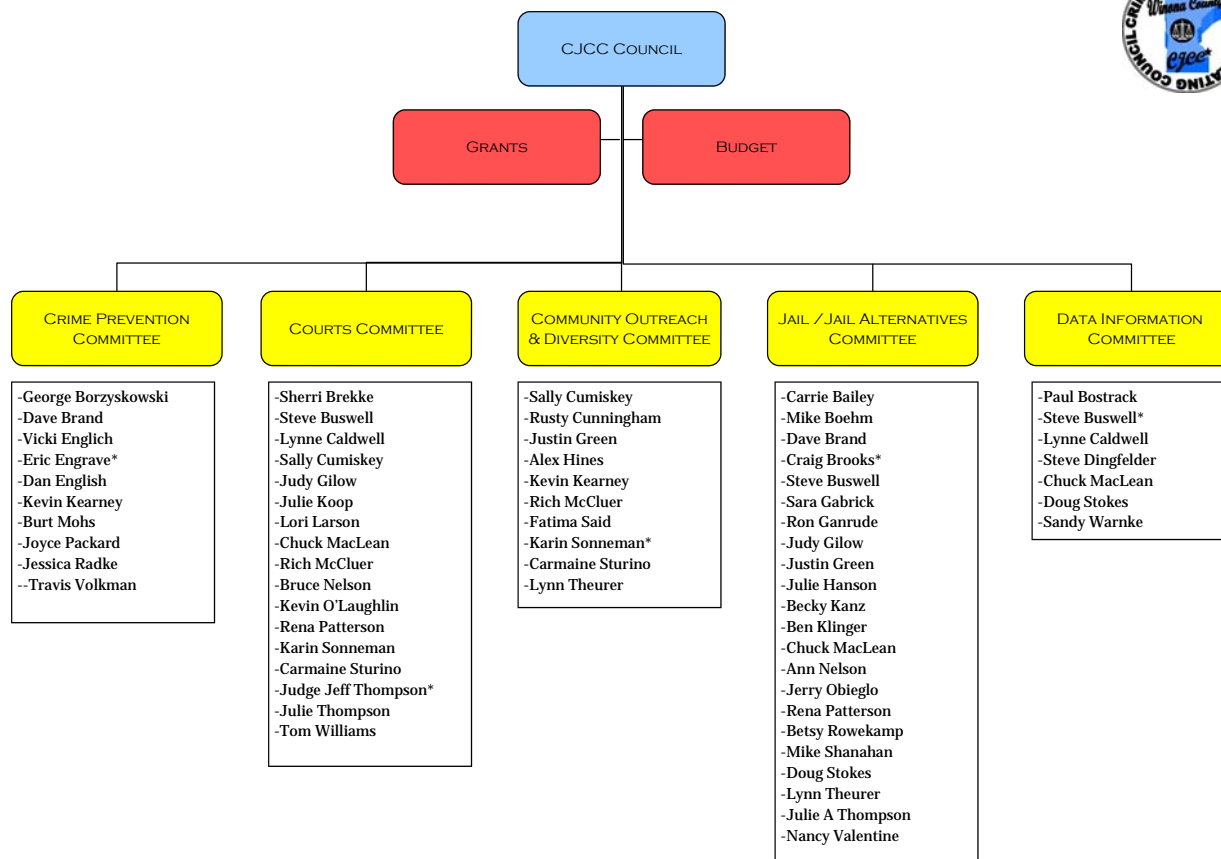 Winona County
CJCC*
COUNCIL
CJCC COUNCIL
GRANTS
BUDGET
CRIME PREVENTION
COMMITTEE
-George Borzyskowski
-Dave Brand
-Vicki Englich
-Eric Engrave*
-Dan English
-Kevin Kearney
-Burt Mohs
-Joyce Packard
-Jessica Radke
--Travis Volkman
COURTS COMMITTEE
-Sherri Brekke
-Steve Buswell
-Lynne Caldwell
-Sally Cumiskey
-Judy Gilow
-Julie Koop
-Lori Larson
-Chuck MacLean
-Rich McCluer
-Bruce Nelson
-Kevin O'Laughlin
-Rena Patterson
-Karin Sonneman
-Carmaine Sturino
-Judge Jeff Thompson*
-Julie Thompson
-Tom Williams
COMMUNITY OUTREACH
& DIVERSITY COMMITTEE
-Sally Cumiskey
-Rusty Cunningham
-Justin Green
-Alex Hines
-Kevin Kearney
-Rich McCluer
-Fatima Said
-Karin Sonneman*
-Carmaine Sturino
-Lynn Theurer
JAIL /JAIL ALTERNATIVES
COMMITTEE
-Carrie Bailey
-Mike Boehm
-Dave Brand
-Craig Brooks*
-Steve Buswell
-Sara Gabrick
-Ron Ganrude
-Judy Gilow
-Justin Green
-Julie Hanson
-Becky Kanz
-Ben Klinger
-Chuck MacLean
-Ann Nelson
-Jerry Obieglo
-Rena Patterson
-Betsy Rowekamp
-Mike Shanahan
-Doug Stokes
-Lynn Theurer
-Julie A Thompson
-Nancy Valentine
DATA INFORMATION
COMMITTEE
-Paul Bostrack
-Steve Buswell*
-Lynne Caldwell
-Steve Dingfelder
-Chuck MacLean
-Doug Stokes
-Sandy Warnke